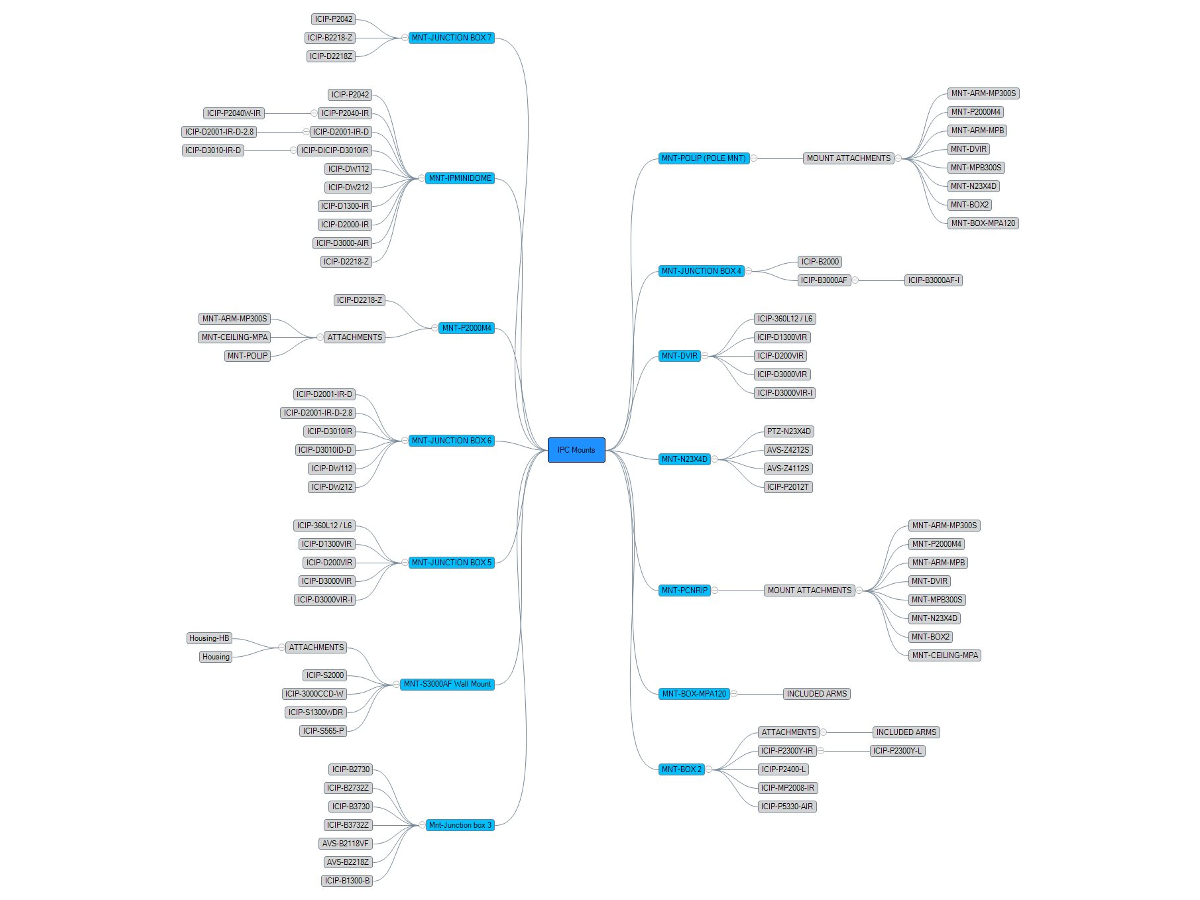 IPC Mounts
MNT-JUNCTION BOX 7
ICIP-P2042
ICIP-B2218-Z
ICIP-D2218Z
MNT-IPMINIDOME
ICIP-P2042
ICIP-P2040-IR
ICIP-P2040W-IR
ICIP-D2001-IR-D
ICIP-D2001-IR-D-2.8
ICIP-DICIP-D3010IR
ICIP-D3010-IR-D
ICIP-DW112
ICIP-DW212
ICIP-D1300-IR
ICIP-D2000-IR
ICIP-D3000-AIR
ICIP-D2218-Z
MNT-P2000M4
ICIP-D2218-Z
ATTACHMENTS
MNT-ARM-MP300S
MNT-CEILING-MPA
MNT-POLIP
MNT-JUNCTION BOX 6
ICIP-D2001-IR-D
ICIP-D2001-IR-D-2.8
ICIP-D3010IR
ICIP-D3010ID-D
ICIP-DW112
ICIP-DW212
MNT-JUNCTION BOX 5
ICIP-360L12 / L6
ICIP-D1300VIR
ICIP-D200VIR
ICIP-D3000VIR
ICIP-D3000VIR-I
MNT-S3000AF Wall Mount
ATTACHMENTS
Housing-HB
Housing
ICIP-S2000
ICIP-3000CCD-W
ICIP-S1300WDR
ICIP-S565-P
Mnt-Junction box 3
ICIP-B2730
ICIP-B2732Z
ICIP-B3730
ICIP-B3732Z
AVS-B2118VF
AVS-B2218Z
ICIP-B1300-B
MNT-POLIP (POLE MNT)
MOUNT ATTACHMENTS
MNT-ARM-MP300S
MNT-P2000M4
MNT-ARM-MPB
MNT-DVIR
MNT-MPB300S
MNT-N23X4D
MNT-BOX2
MNT-BOX-MPA120
MNT-JUNCTION BOX 4
ICIP-B2000
ICIP-B3000AF
ICIP-B3000AF-I
MNT-DVIR
ICIP-360L12 / L6
ICIP-D1300VIR
ICIP-D200VIR
ICIP-D3000VIR
ICIP-D3000VIR-I
MNT-N23X4D
PTZ-N23X4D
AVS-Z4212S
AVS-Z4112S
ICIP-P2012T
MNT-PCNRIP
MOUNT ATTACHMENTS
MNT-ARM-MP300S
MNT-P2000M4
MNT-ARM-MPB
MNT-DVIR
MNT-MPB300S
MNT-N23X4D
MNT-BOX2
MNT-CEILING-MPA
MNT-BOX-MPA120
INCLUDED ARMS
MNT-BOX 2
ATTACHMENTS
INCLUDED ARMS
ICIP-P2300Y-IR
ICIP-P2300Y-L
ICIP-P2400-L
ICIP-MP2008-IR
ICIP-P5330-AIR